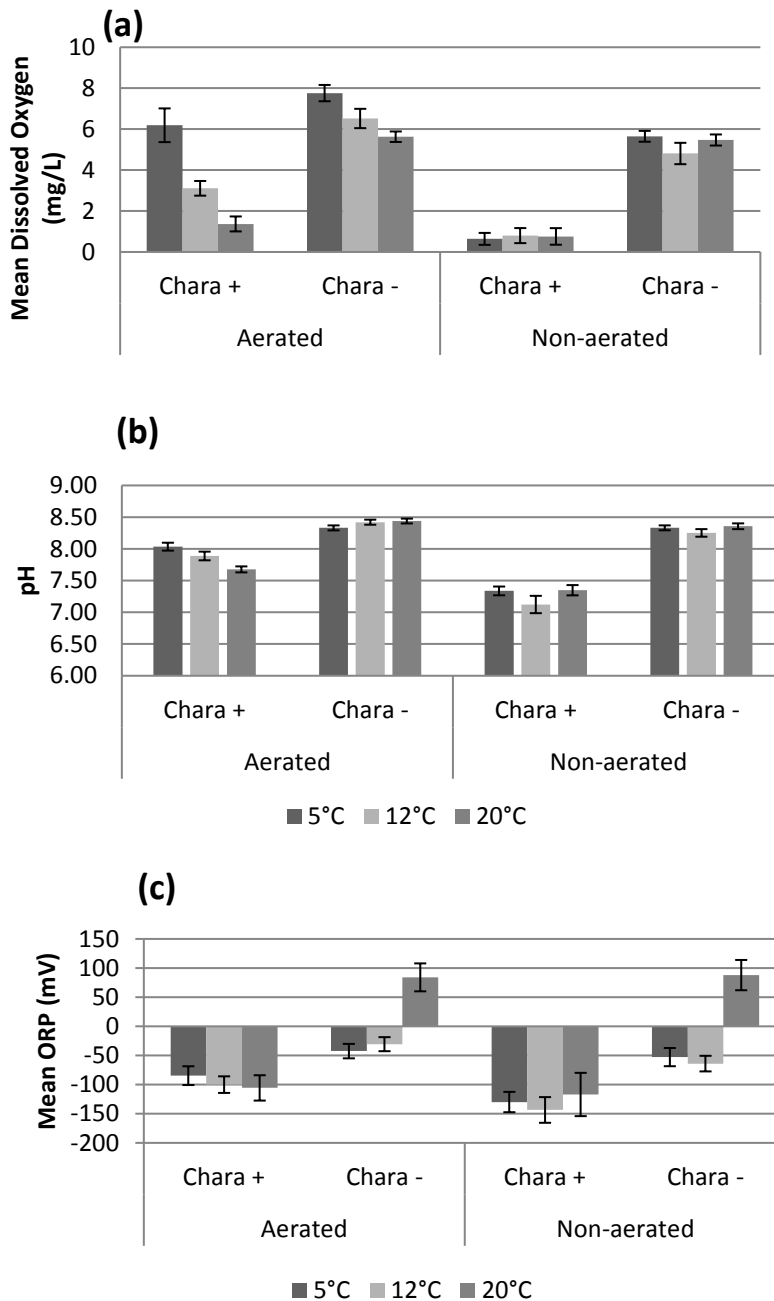 (a)
Mean Dissolved Oxygen
(mg/L)
10
8
6
4
2
0
Chara + Chara - Chara + Chara -
Aerated Non-aerated
(b)
pH
9.00
8.50
8.00
7.50
7.00
6.50
6.00
Chara + Chara - Chara + Chara -
Aerated Non-aerated
5°C 12°C 20°C
(c)
Mean ORP (mV)
150
100
50
0
-50
-100
-150
-200
Chara + Chara - Chara + Chara -
Aerated Non-aerated
5°C 12°C 20°C